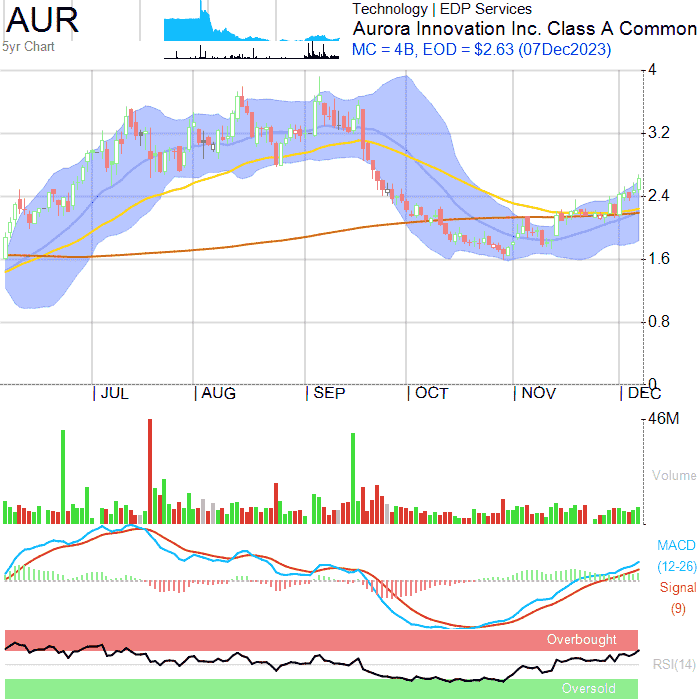 AUR
5yr Chart
Technology | EDP Services
Aurora Innovation Inc. Class A Common
MC = 4B, EOD = $2.63 (07Dec2023)
4
3.2
2.4
1.6
0.8
0
JUL
AUG
SEP
OCT
NOV
DEC
46M
Volume
MACD
(12-26)
Signal
(9)
Overbought
RSI(14)
Oversold